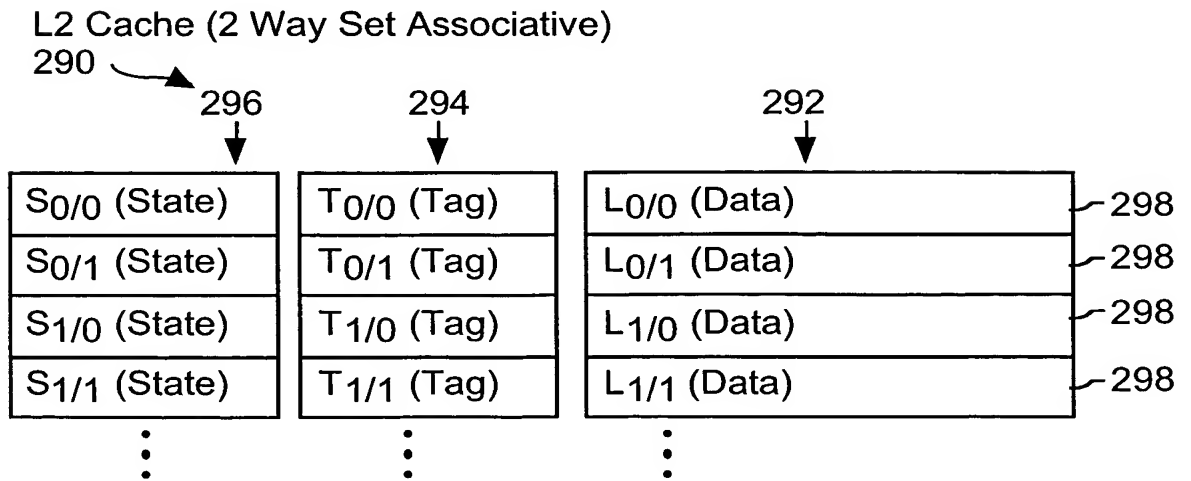 L2 Cache (2 Way Set Associative)
290
296 294 292
S0/0 (State) T0/0 (Tag) L0/0 (Data) 298
S0/1 (State) T0/1 (Tag) L0/1 (Data) 298
S1/0 (State) T1/0 (Tag) L1/0 (Data) 298
S1/1 (State) T1/1 (Tag) L1/1 (Data) 298